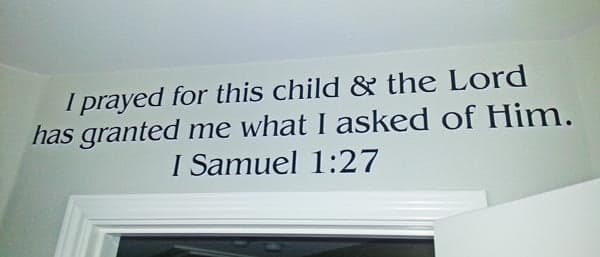 I prayed for this child & the Lord
has granted me what I asked of Him.
I Samuel 1:27